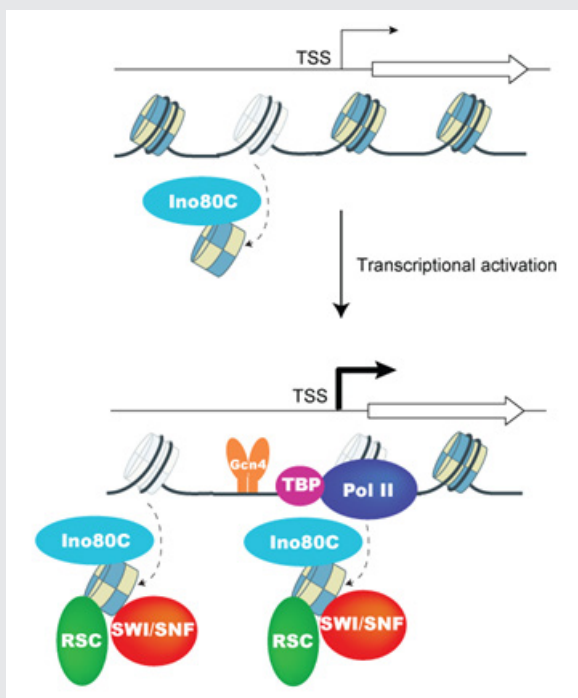 TSS
Ino80C
Transcriptional activation
TSS
Gcn4
TBP
Pol II
Ino80C
Ino80C
RSC
SWI/SNF
RSC
SWI/SNF